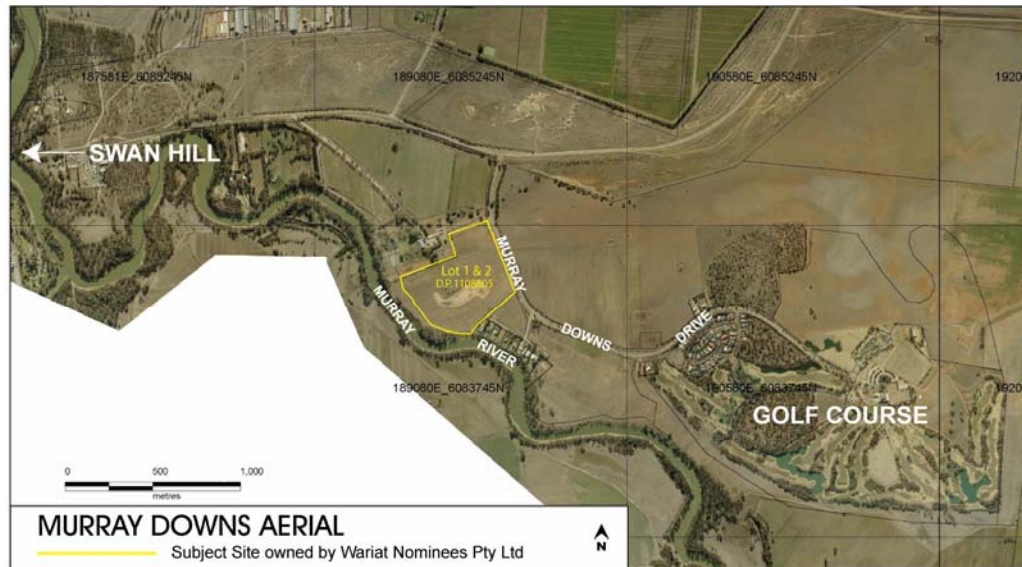 187581E_6085245N
189080E_6085245N
190580E_6085245N
1920
SWAN HILL
Lot 1 & 2
D.P. 1108605
MURRAY
DOWNS
DRIVE
MURRAY
RIVER
189080E_6083745N
190580E_6083745N
1920
GOLF COURSE
0 500 1,000
metres
MURRAY DOWNS AERIAL
Subject Site owned by Wariat Nominees Pty Ltd
N